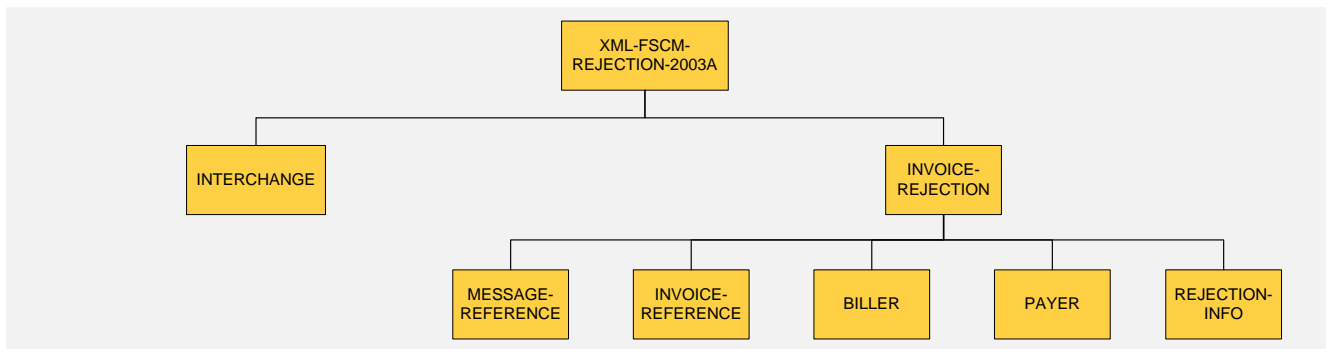 XML-FSCM-
REJECTION-2003A
INTERCHANGE
INVOICE-
REJECTION
MESSAGE-
REFERENCE
INVOICE-
REFERENCE
BILLER
PAYER
REJECTION-
INFO